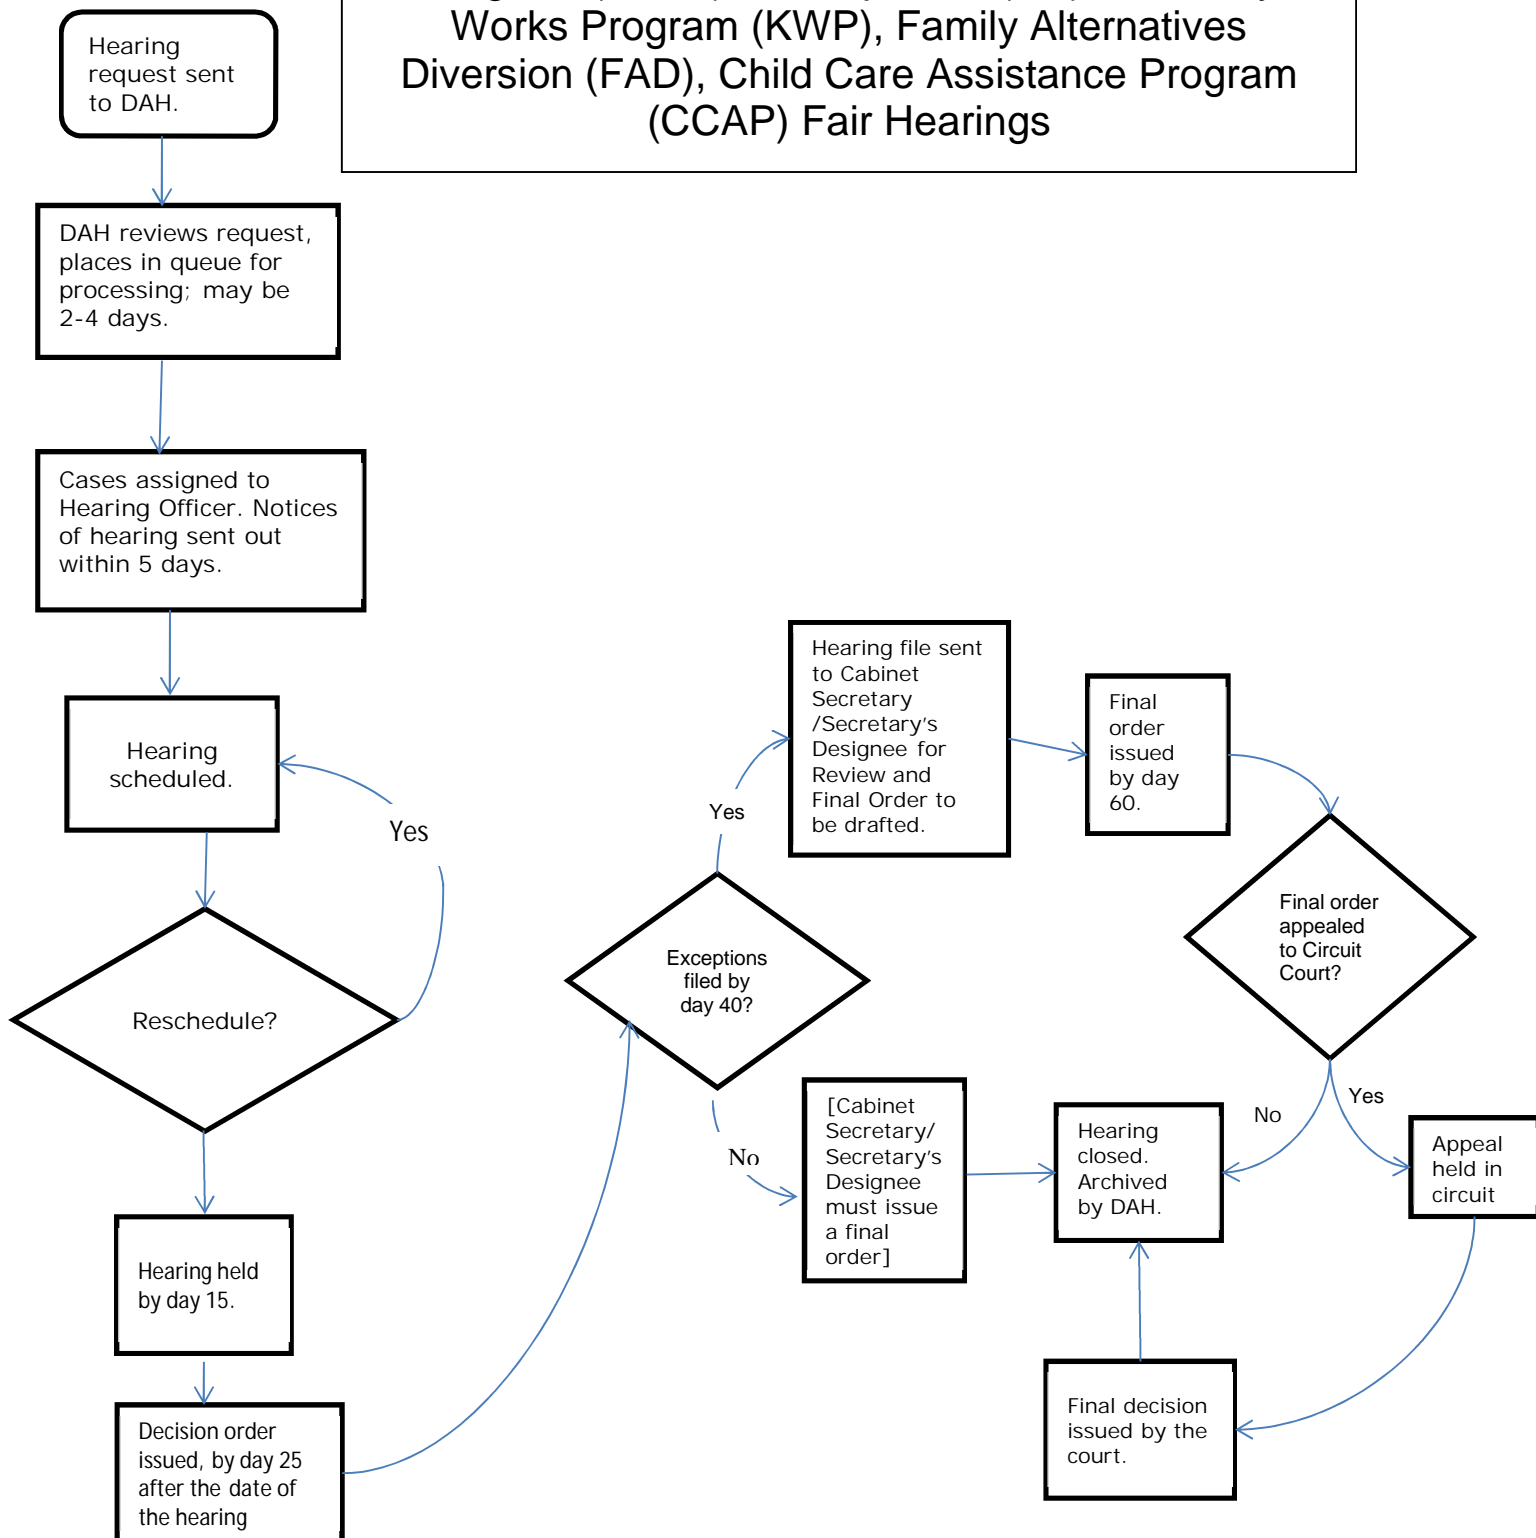 Works Program (KWP), Family Alternatives
Diversion (FAD), Child Care Assistance Program
(CCAP) Fair Hearings
Hearing
request sent
to DAH.
DAH reviews request,
places in queue for
processing; may be
2-4 days.
Cases assigned to
Hearing Officer. Notices
of hearing sent out
within 5 days.
Hearing
scheduled.
Yes
Reschedule?
Hearing held
by day 15.
Decision order
issued, by day 25
after the date of
the hearing
Exceptions
filed by
day 40?
Yes
Hearing file sent
to Cabinet
Secretary
/Secretary's
Designee for
Review and
Final Order to
be drafted.
Final
order
issued
by day
60.
Final order
appealed
to Circuit
Court?
No
[Cabinet
Secretary/
Secretary's
Designee
must issue
a final
order]
Hearing
closed.
Archived
by DAH.
No
Yes
Appeal
held in
circuit
Final decision
issued by the
court.